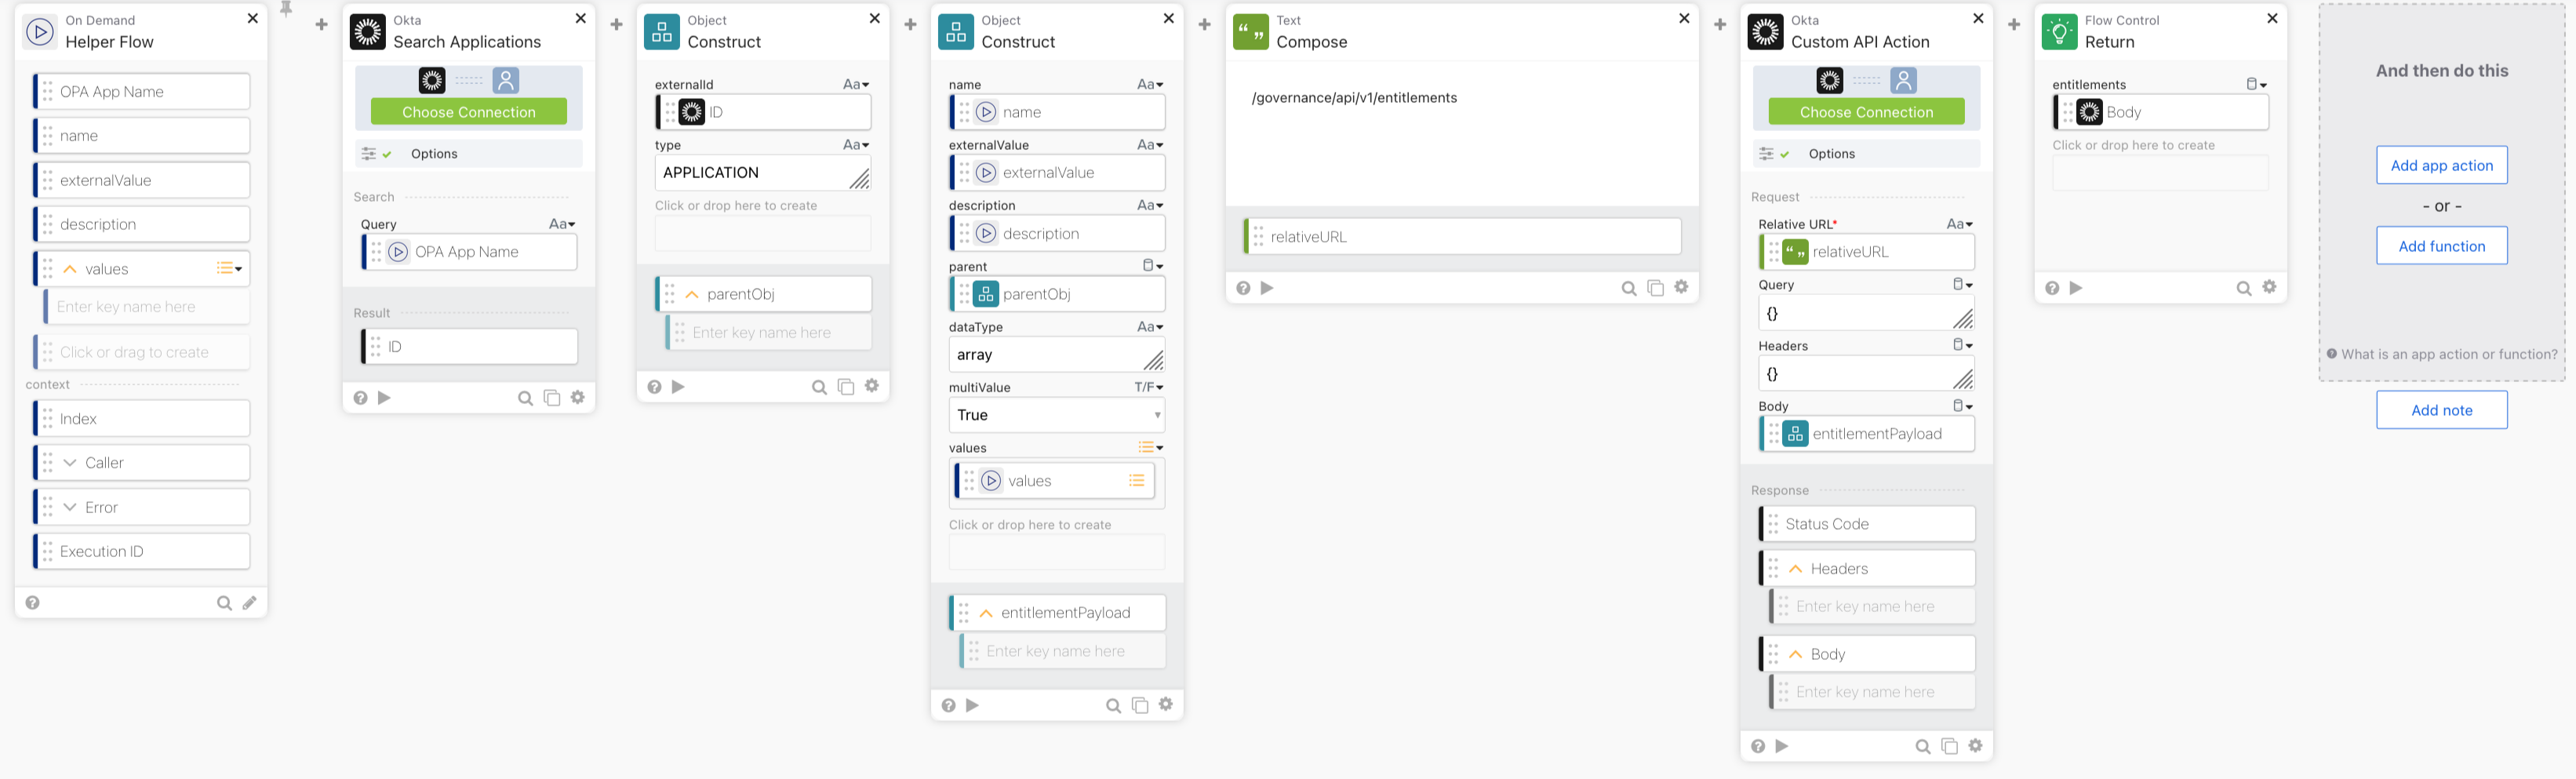 On Demand
Helper Flow
OPA App Name
name
externalValue
description
values
Enter key name here
Click or drag to create
context
Index
Caller
Error
Execution ID
Okta
Search Applications
Choose Connection
Options
Search
Query
Aa
OPA App Name
Result
ID
Object
Construct
externalId
Aa
ID
type
Aa
APPLICATION
Click or drop here to create
parentObj
Enter key name here
Object
Construct
name
Aa
name
externalValue
Aa
externalValue
description
Aa
description
parent
parentObj
dataType
Aa
array
multiValue
T/F
True
values
values
Click or drop here to create
entitlementPayload
Enter key name here
Text
Compose
/governance/api/v1/entitlements
relativeURL
Okta
Custom API Action
Choose Connection
Options
Request
Relative URL*
Aa
relativeURL
Query
{}
Headers
{}
Body
entitlementPayload
Response
Status Code
Headers
Enter key name here
Body
Enter key name here
Flow Control
Return
entitlements
Body
Click or drop here to create
And then do this
Add app action
- or -
Add function
What is an app action or function?
Add note